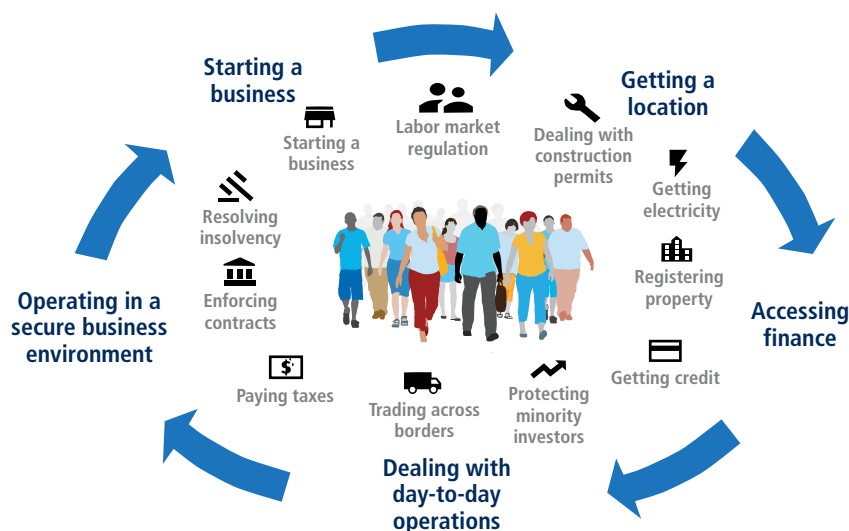 Starting a
business
Getting a
location
Accessing
finance
Dealing with
day-to-day
operations
Operating in a
secure business
environment
Starting a
business
Labor market
regulation
Dealing with
construction
permits
Getting
electricity
Registering
property
Getting credit
Protecting
minority
investors
Trading across
borders
Paying taxes
$
Enforcing
contracts
Resolving
insolvency